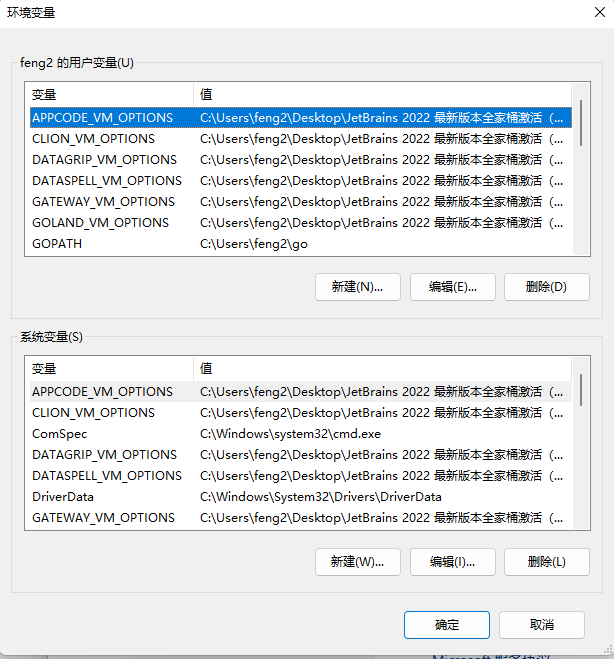 环境变量
feng2 的用户变量(U)
变量 值
APPCODE_VM_OPTIONS C:\Users\feng2\Desktop\JetBrains 2022 最新版本全家桶激活（...
CLION_VM_OPTIONS C:\Users\feng2\Desktop\JetBrains 2022 最新版本全家桶激活（...
DATAGRIP_VM_OPTIONS C:\Users\feng2\Desktop\JetBrains 2022 最新版本全家桶激活（...
DATASPELL_VM_OPTIONS C:\Users\feng2\Desktop\JetBrains 2022 最新版本全家桶激活（...
GATEWAY_VM_OPTIONS C:\Users\feng2\Desktop\JetBrains 2022 最新版本全家桶激活（...
GOLAND_VM_OPTIONS C:\Users\feng2\Desktop\JetBrains 2022 最新版本全家桶激活（...
GOPATH C:\Users\feng2\go
新建(N)... 编辑(E)... 删除(D)
系统变量(S)
变量 值
APPCODE_VM_OPTIONS C:\Users\feng2\Desktop\JetBrains 2022 最新版本全家桶激活（...
CLION_VM_OPTIONS C:\Users\feng2\Desktop\JetBrains 2022 最新版本全家桶激活（...
ComSpec C:\Windows\system32\cmd.exe
DATAGRIP_VM_OPTIONS C:\Users\feng2\Desktop\JetBrains 2022 最新版本全家桶激活（...
DATASPELL_VM_OPTIONS C:\Users\feng2\Desktop\JetBrains 2022 最新版本全家桶激活（...
DriverData C:\Windows\System32\Drivers\DriverData
GATEWAY_VM_OPTIONS C:\Users\feng2\Desktop\JetBrains 2022 最新版本全家桶激活（...
新建(W)... 编辑(I)... 删除(L)
确定 取消